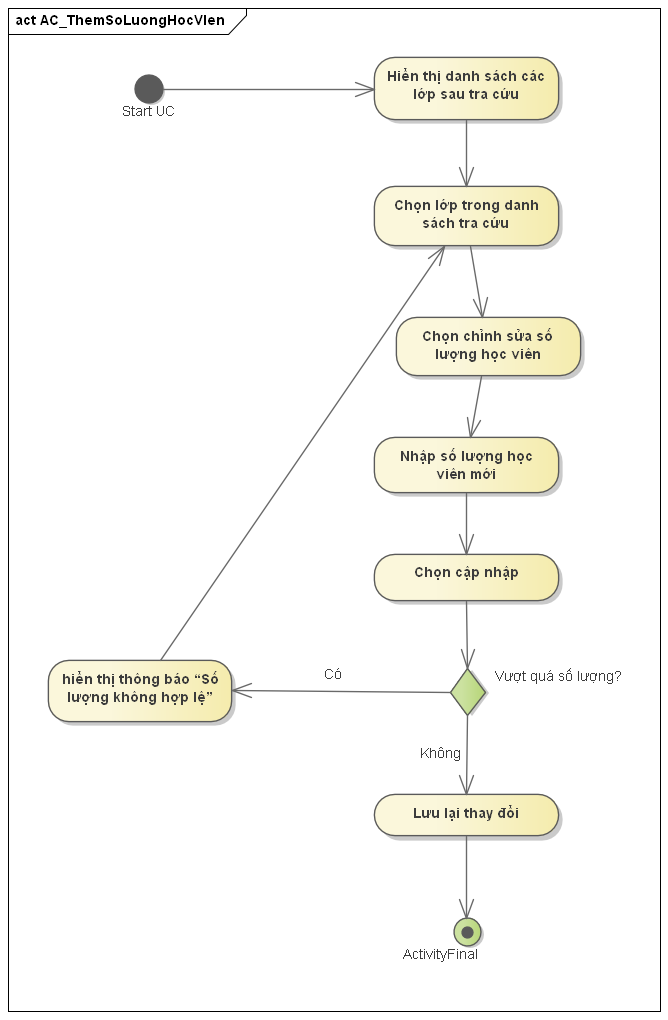 act AC_ThemSoLuongHocVIen
Start UC
Hiển thị danh sách các
lớp sau tra cứu
Chọn lớp trong danh
sách tra cứu
Chọn chỉnh sửa số
lượng học viên
Nhập số lượng học
viên mới
Chọn cập nhập
Vượt quá số lượng?
Có
hiển thị thông báo “Số
lượng không hợp lệ”
Không
Lưu lại thay đổi
ActivityFinal